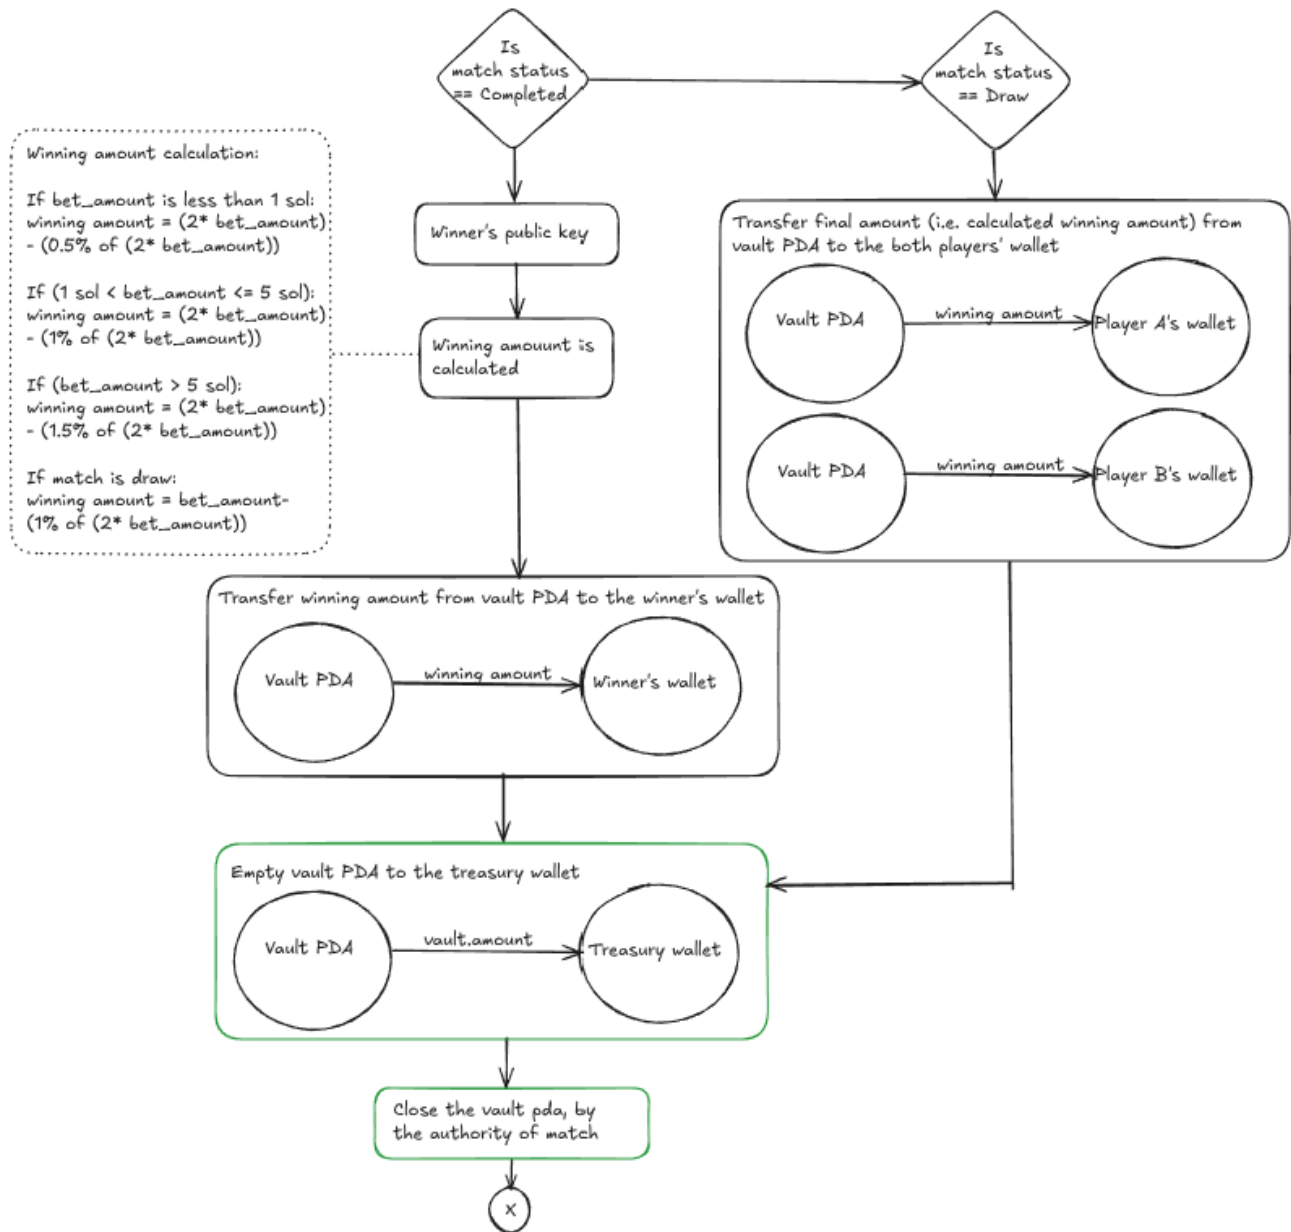 Is
match status
== Completed
Is
match status
== Draw
Winning amount calculation:
If bet_amount is less than 1 sol:
winning amount = (2* bet_amount)
- (0.5% of (2* bet_amount))
If (1 sol < bet_amount <= 5 sol):
winning amount = (2* bet_amount)
- (1% of (2* bet_amount))
If (bet_amount > 5 sol):
winning amount = (2* bet_amount)
- (1.5% of (2* bet_amount))
If match is draw:
winning amount = bet_amount-
(1% of (2* bet_amount))
Winner's public key
Winning amouunt is
calculated
Transfer final amount (i.e. calculated winning amount) from
vault PDA to the both players' wallet
Vault PDA
winning amount
Player A's wallet
Vault PDA
winning amount
Player B's wallet
Transfer winning amount from vault PDA to the winner's wallet
Vault PDA
winning amount
Winner's wallet
Empty vault PDA to the treasury wallet
Vault PDA
vault.amount
Treasury wallet
Close the vault pda, by
the authority of match
x